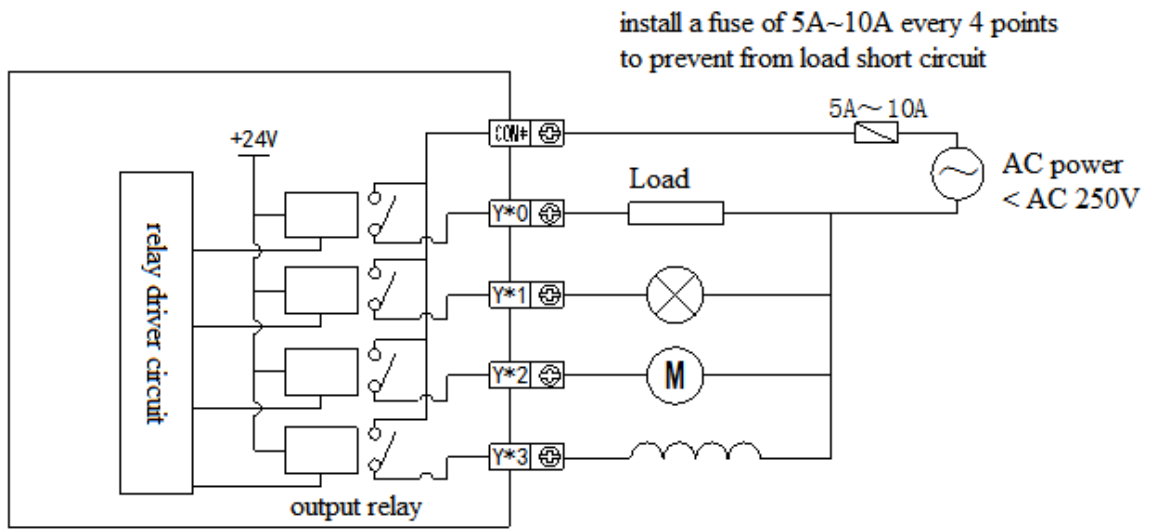 install a fuse of 5A~10A every 4 points
to prevent from load short circuit
5A~10A
COM*
+24V
AC power
< AC 250V
Load
Y*0
relay driver circuit
Y*1
Y*2
M
Y*3
output relay